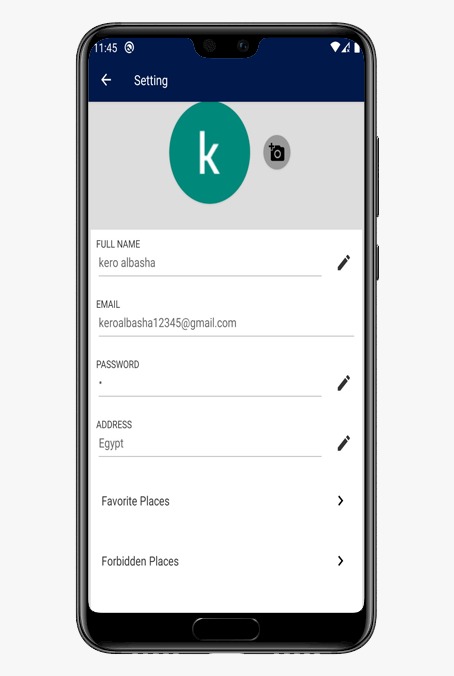 11:45
Setting
k
FULL NAME
kero albasha
EMAIL
keroalbasha12345@gmail.com
PASSWORD
•
ADDRESS
Egypt
Favorite Places
Forbidden Places